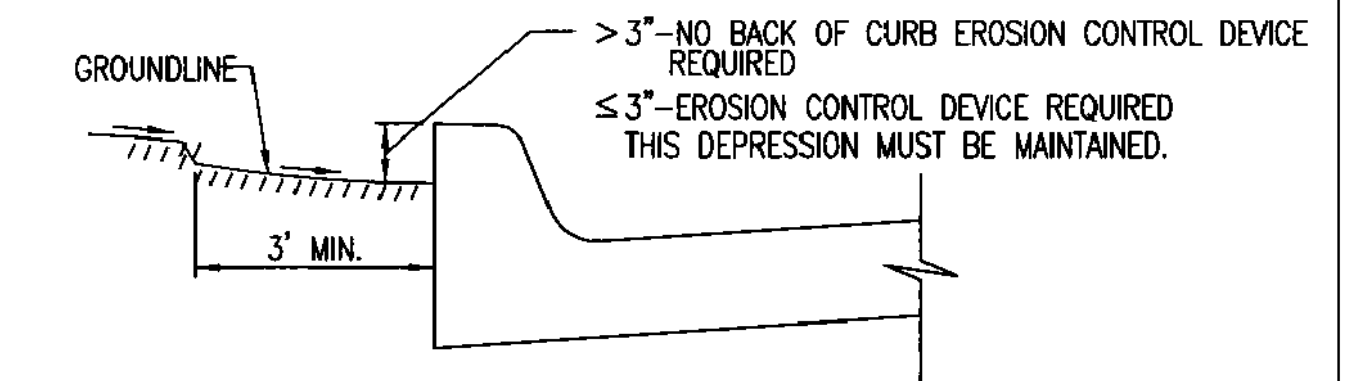 >3"-NO BACK OF CURB EROSION CONTROL DEVICE
REQUIRED
GROUNDLINE
≤3"-EROSION CONTROL DEVICE REQUIRED
THIS DEPRESSION MUST BE MAINTAINED.
3' MIN.